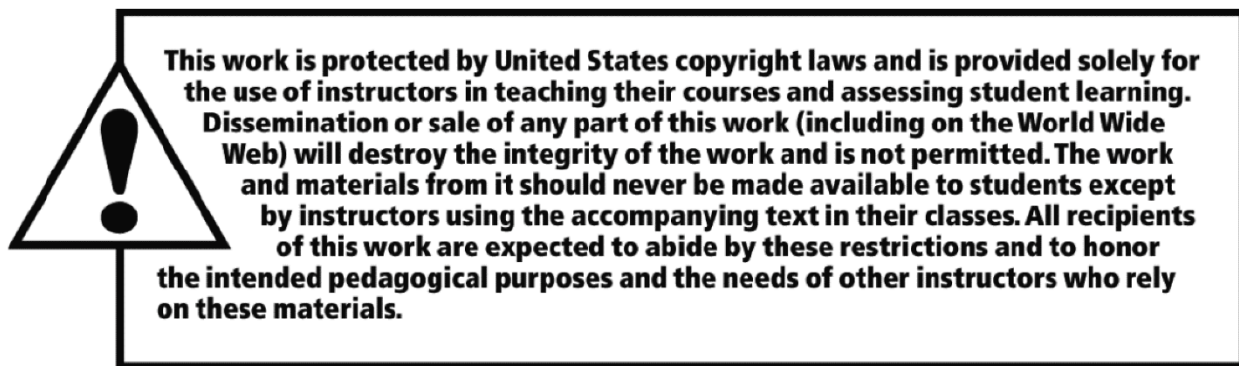 This work is protected by United States copyright laws and is provided solely for
the use of instructors in teaching their courses and assessing student learning.
Dissemination or sale of any part of this work (including on the World Wide
Web) will destroy the integrity of the work and is not permitted. The work
and materials from it should never be made available to students except
by instructors using the accompanying text in their classes. All recipients
of this work are expected to abide by these restrictions and to honor
the intended pedagogical purposes and the needs of other instructors who rely
on these materials.